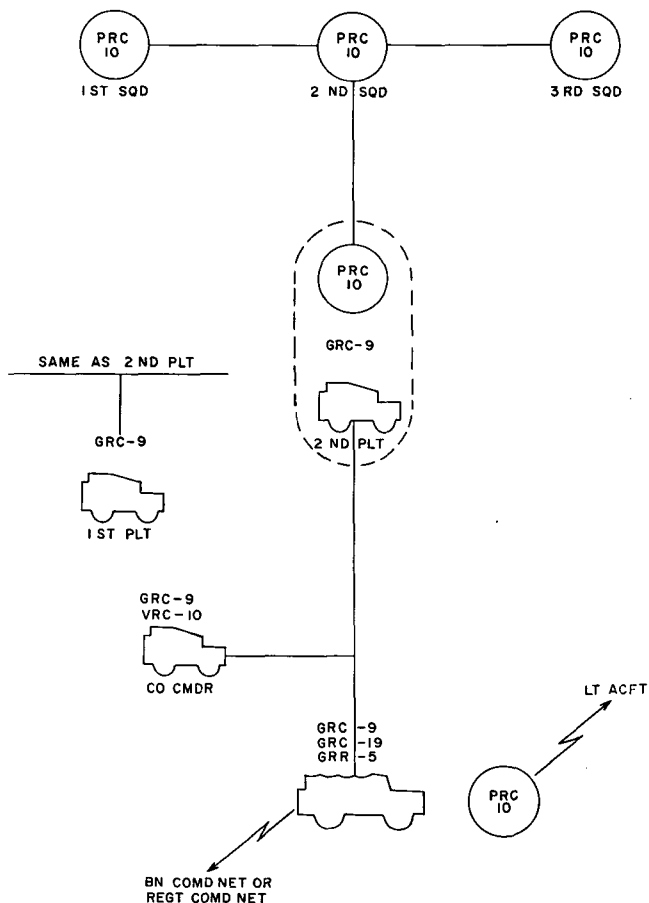 PRC
10
PRC
10
PRC
10
1ST SQD
2 ND SQD
3 RD SQD
PRC
10
GRC-9
SAME AS 2 ND PLT
GRC-9
2 ND PLT
1 ST PLT
GRC-9
VRC-10
CO CMDR
LT ACFT
GRC-9
GRC-19
GRR-5
PRC
10
BN COMD NET OR
REGT COMD NET